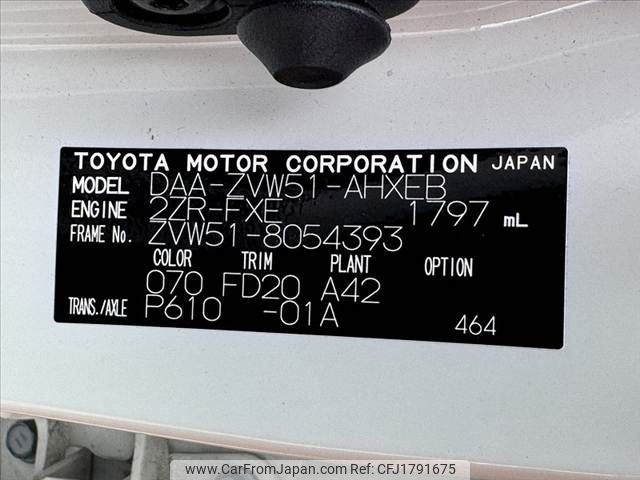 TOYOTA MOTOR CORPORATION JAPAN
MODEL DAA-ZVW51-AHXEB
ENGINE 2ZR-FXE 1797 mL
FRAME No. ZVW51-8054393
COLOR TRIM PLANT OPTION
070 FD20 A42
TRANS./AXLE P610 -01A 464
www.CarFromJapan.com Ref:CFJ1791675